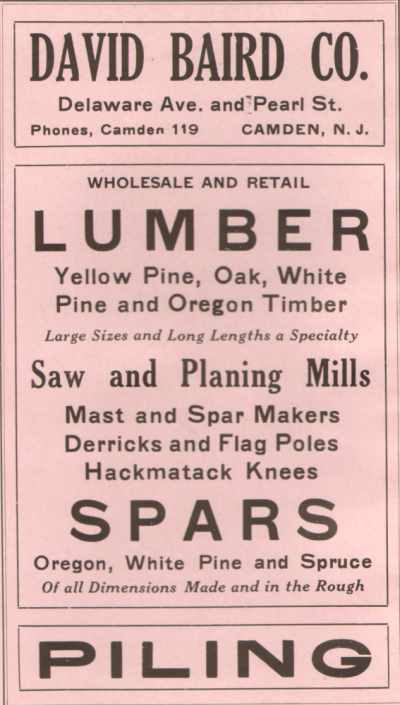 DAVID BAIRD CO.
Delaware Ave. and Pearl St.
Phones, Camden 119 CAMDEN, N. J.
WHOLESALE AND RETAIL
LUMBER
Yellow Pine, Oak, White
Pine and Oregon Timber
Large Sizes and Long Lengths a Specialty
Saw and Planing Mills
Mast and Spar Makers
Derricks and Flag Poles
Hackmatack Knees
SPARS
Oregon, White Pine and Spruce
Of all Dimensions Made and in the Rough
PILING